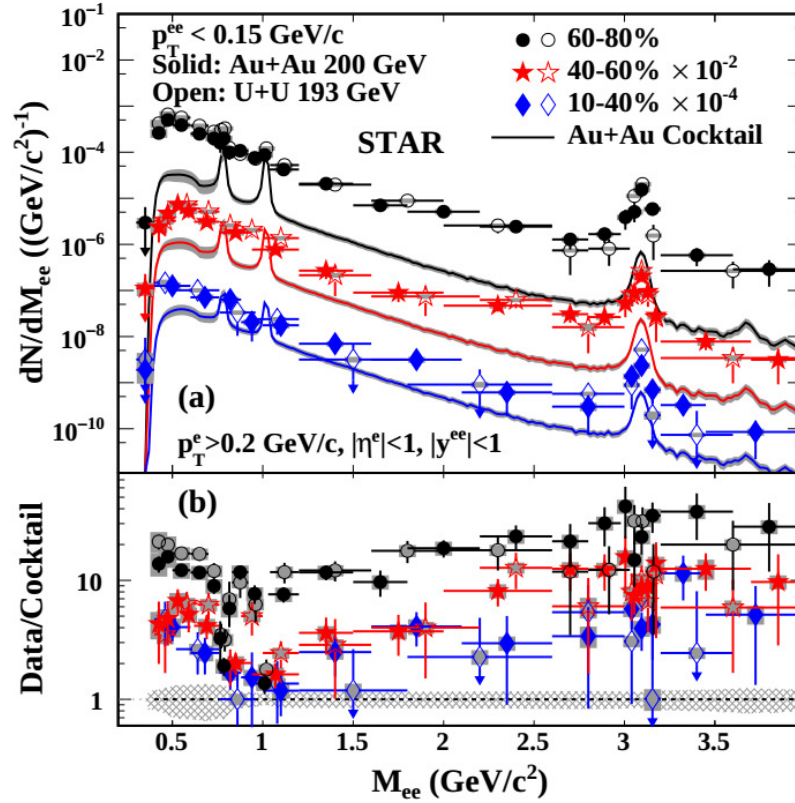 p_T^ee < 0.15 GeV/c
Solid: Au+Au 200 GeV
Open: U+U 193 GeV
STAR
60-80%
40-60% × 10^-2
10-40% × 10^-4
Au+Au Cocktail
dN/dM_ee ((GeV/c^2)^-1)
10^-1
10^-2
10^-4
10^-6
10^-8
10^-10
(a)
p_T^e>0.2 GeV/c, |η^e|<1, |y^ee|<1
(b)
Data/Cocktail
10
1
0.5 1 1.5 2 2.5 3 3.5
M_ee (GeV/c^2)